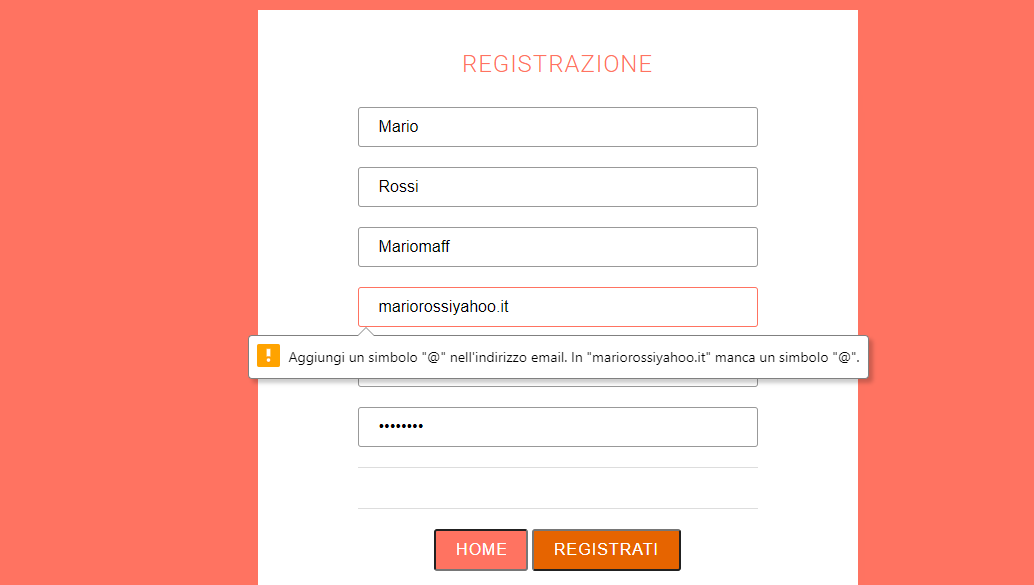 REGISTRAZIONE
Mario
Rossi
Mariomaff
mariorossiyahoo.it
Aggiungi un simbolo "@" nell'indirizzo email. In "mariorossiyahoo.it" manca un simbolo "@".
••••••••
HOME
REGISTRATI